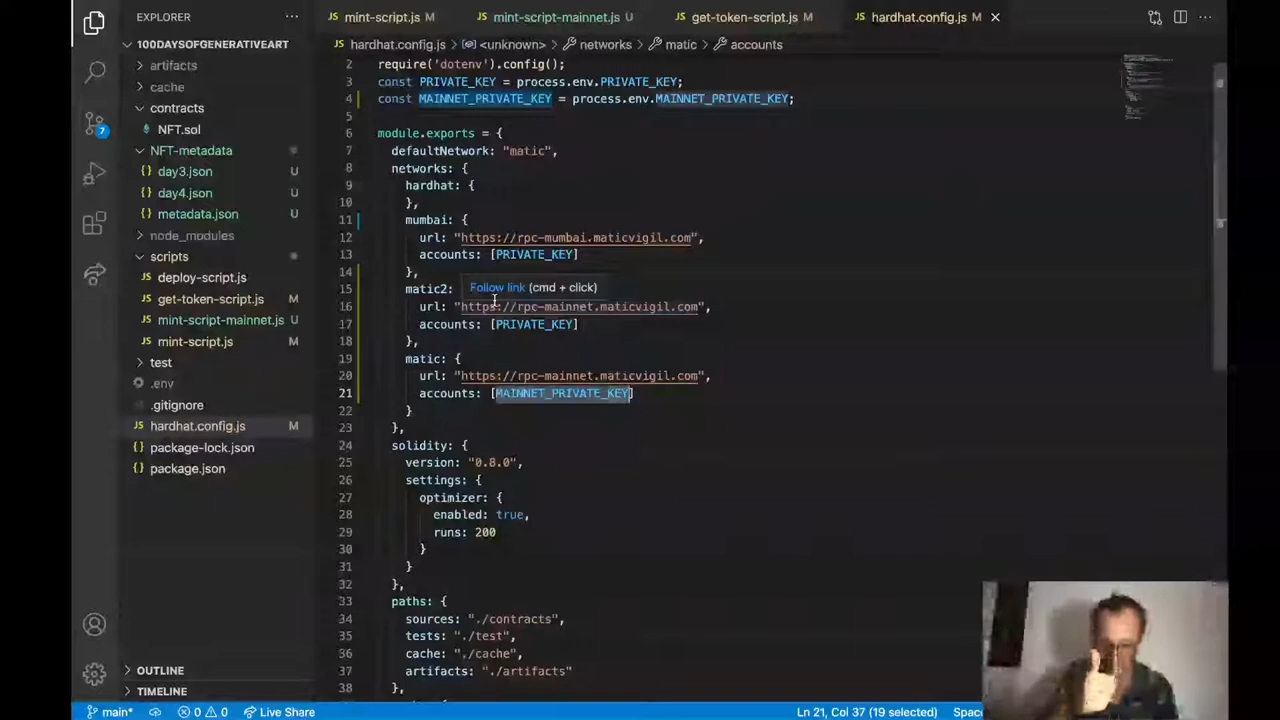 EXPLORER
mint-script.js M
mint-script-mainnet.js U
get-token-script.js M
hardhat.config.js M
100DAYSOFGENERATIVEART
hardhat.config.js > <unknown> > networks > matic > accounts
artifacts
cache
contracts
NFT.sol
NFT-metadata
day3.json U
day4.json U
metadata.json U
node_modules
scripts
deploy-script.js
get-token-script.js M
mint-script-mainnet.js U
mint-script.js M
test
.env
.gitignore
hardhat.config.js M
package-lock.json
package.json
OUTLINE
TIMELINE
7
2 require('dotenv').config();
3 const PRIVATE_KEY = process.env.PRIVATE_KEY;
4 const MAINNET_PRIVATE_KEY = process.env.MAINNET_PRIVATE_KEY;
5
6 module.exports = {
7 defaultNetwork: "matic",
8 networks: {
9 hardhat: {
10 },
11 mumbai: {
12 url: "https://rpc-mumbai.maticvigil.com",
13 accounts: [PRIVATE_KEY]
14 },
15 matic2:
Follow link (cmd + click)
16 url: "https://rpc-mainnet.maticvigil.com",
17 accounts: [PRIVATE_KEY]
18 },
19 matic: {
20 url: "https://rpc-mainnet.maticvigil.com",
21 accounts: [MAINNET_PRIVATE_KEY]
22 }
23 },
24 solidity: {
25 version: "0.8.0",
26 settings: {
27 optimizer: {
28 enabled: true,
29 runs: 200
30 }
31 }
32 },
33 paths: {
34 sources: "./contracts",
35 tests: "./test",
36 cache: "./cache",
37 artifacts: "./artifacts"
38 },
main* 0 0 Live Share
Ln 21, Col 37 (19 selected) Spac